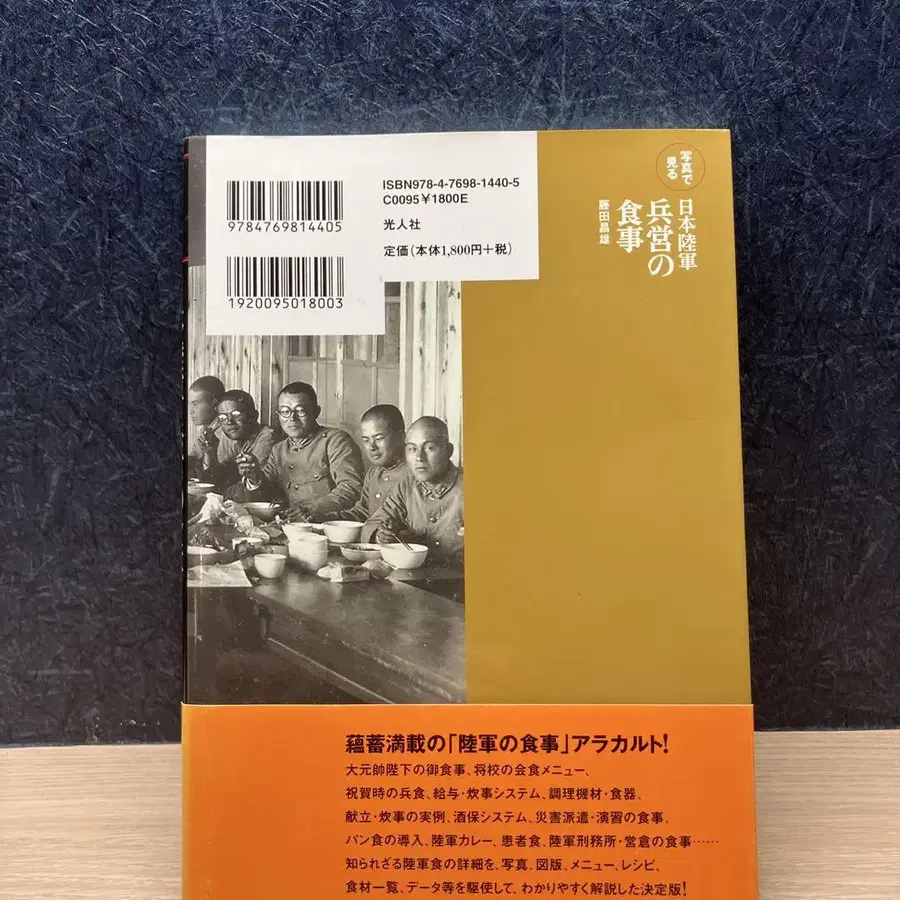 写真で
見る
日本陸軍
兵営の
食事
藤田昌雄
ISBN978-4-7698-1440-5
C0095¥1800E
光人社
定価(本体1,800円+税)
9784769814405
1920095018003
蘊蓄満載の「陸軍の食事」アラカルト!
大元帥陛下の御食事、将校の会食メニュー、
祝賀時の兵食、給与・炊事システム、調理機材・食器、
献立・炊事の実例、酒保システム、災害派遣・演習の食事、
パン食の導入、陸軍カレー、患者食、陸軍刑務所・営倉の食事……
知られざる陸軍食の詳細を、写真、図版、メニュー、レシピ、
食材一覧、データ等を駆使して、わかりやすく解説した決定版!